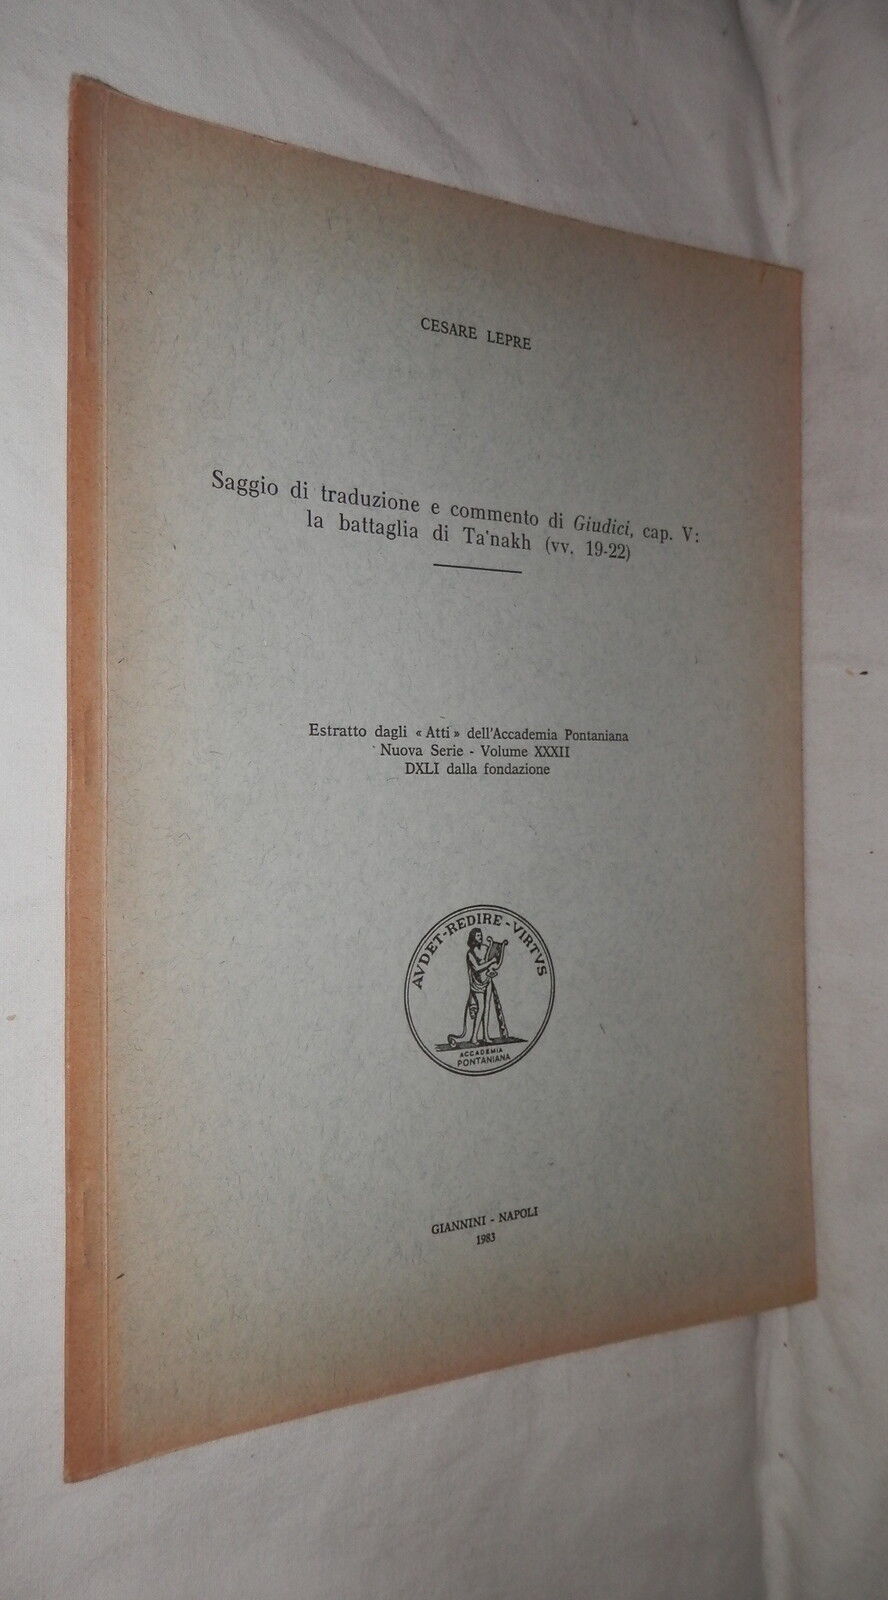 CESARE LEPRE
Saggio di traduzione e commento di Giudici, cap. V:
la battaglia di Ta'nakh (vv. 19-22)
Estratto dagli « Atti » dell'Accademia Pontaniana
Nuova Serie - Volume XXXII
DXLI dalla fondazione
AVDET-REDIRE-VIRTVS
ACCADEMIA
PONTANIANA
GIANNINI - NAPOLI
1983